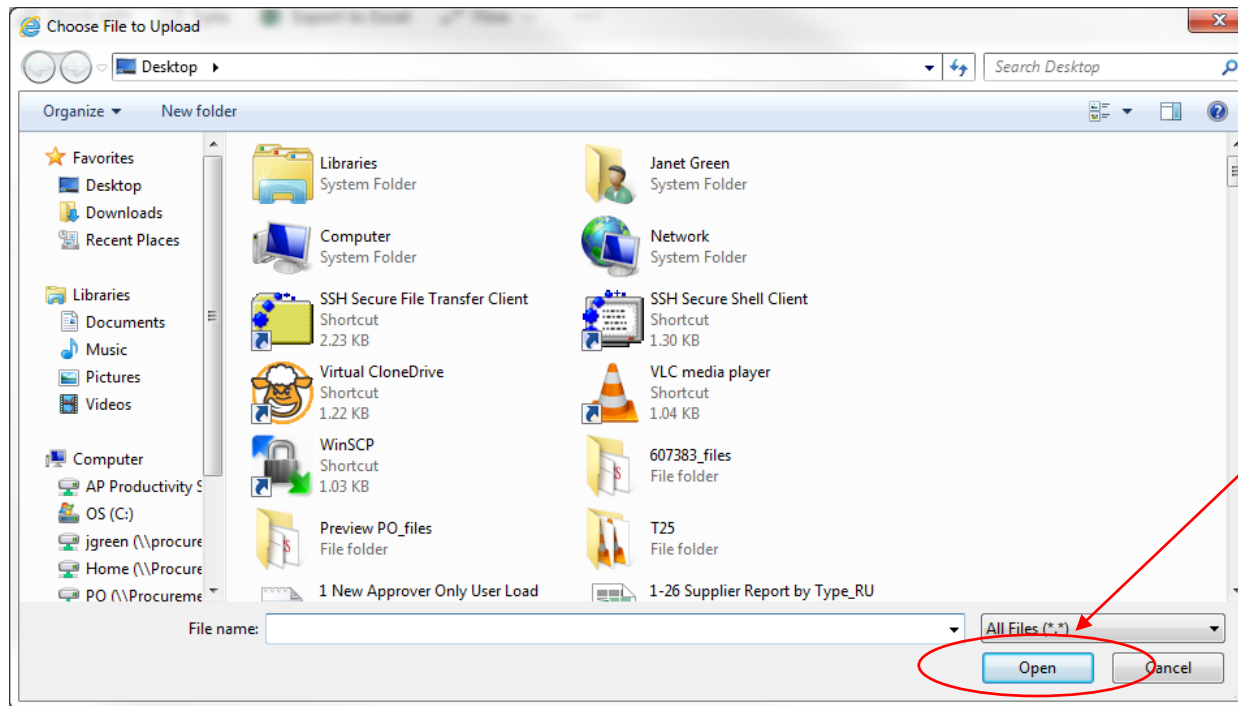 Sync Export to Excel Flow
Choose File to Upload
Desktop
Search Desktop
Organize New folder
Favorites
Desktop
Downloads
Recent Places
Libraries
Documents
Music
Pictures
Videos
Computer
AP Productivity S
OS (C:)
jgreen (\\procure
Home (\\Procure
PO (\\Procureme
Libraries
System Folder
Janet Green
System Folder
Computer
System Folder
Network
System Folder
SSH Secure File Transfer Client
Shortcut
2.23 KB
SSH Secure Shell Client
Shortcut
1.30 KB
Virtual CloneDrive
Shortcut
1.22 KB
VLC media player
Shortcut
1.04 KB
WinSCP
Shortcut
1.03 KB
607383_files
File folder
Preview PO_files
File folder
T25
File folder
1 New Approver Only User Load
1-26 Supplier Report by Type_RU
File name:
All Files (*.*)
Open Cancel